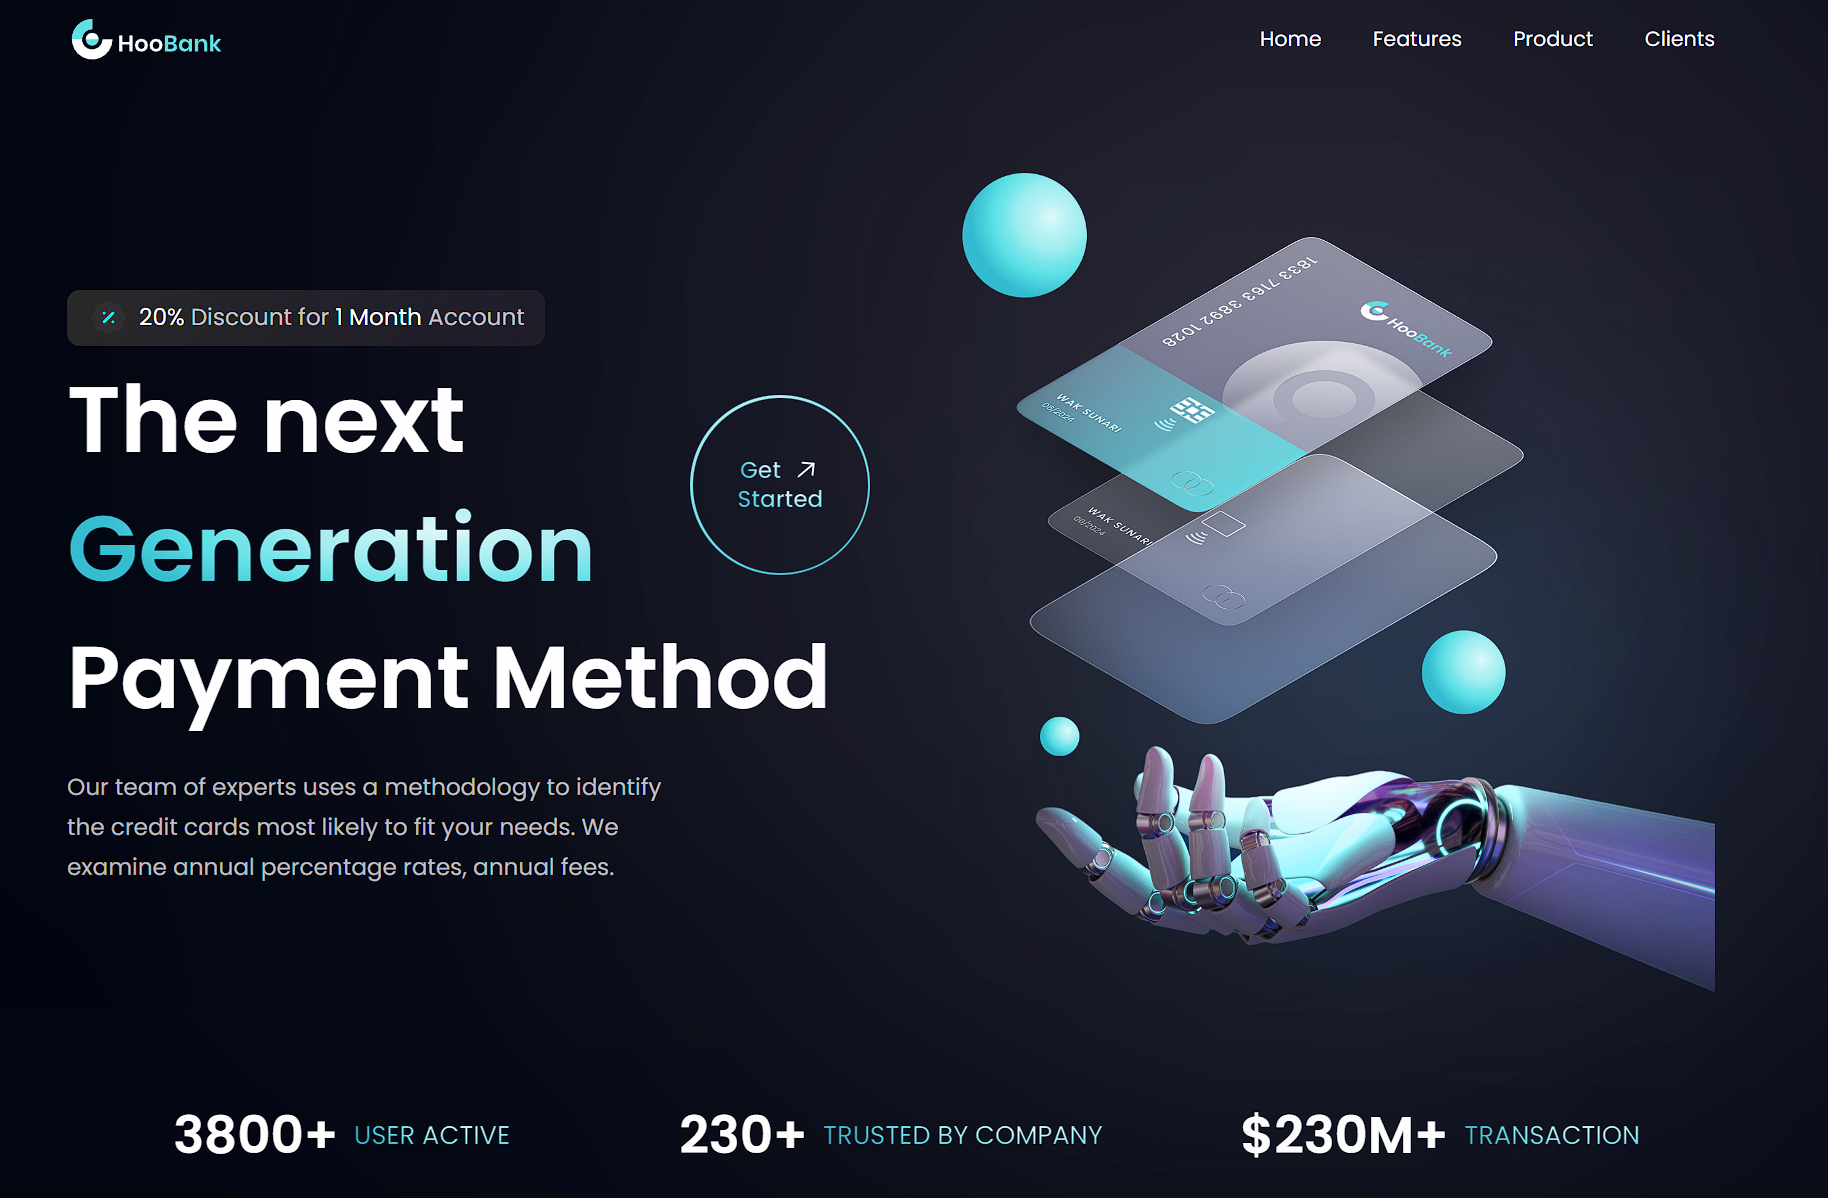 HooBank
Home Features Product Clients
20% Discount for 1 Month Account
The next
Generation
Payment Method
Get
Started
Our team of experts uses a methodology to identify
the credit cards most likely to fit your needs. We
examine annual percentage rates, annual fees.
1833 7163 3892 1028
HooBank
WAK SUNARI
06/2024
WAK SUNARI
06/2024
3800+ USER ACTIVE
230+ TRUSTED BY COMPANY
$230M+ TRANSACTION